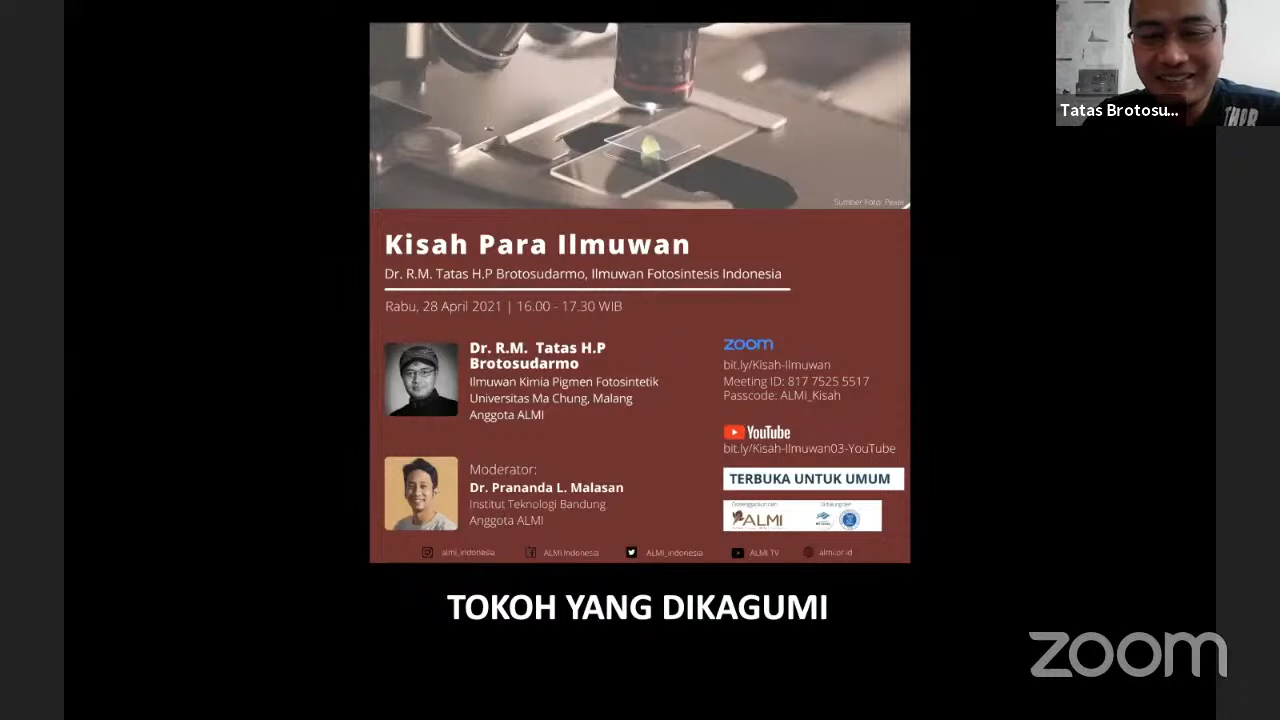 Tatas Brotosu...
Sumber Foto: Pexel
Kisah Para Ilmuwan
Dr. R.M. Tatas H.P Brotosudarmo, Ilmuwan Fotosintesis Indonesia
Rabu, 28 April 2021 | 16.00 - 17.30 WIB
Dr. R.M. Tatas H.P
Brotosudarmo
Ilmuwan Kimia Pigmen Fotosintetik
Universitas Ma Chung, Malang
Anggota ALMI
Moderator:
Dr. Prananda L. Malasan
Institut Teknologi Bandung
Anggota ALMI
zoom
bit.ly/Kisah-Ilmuwan
Meeting ID: 817 7525 5517
Passcode: ALMI_Kisah
YouTube
bit.ly/Kisah-Ilmuwan03-YouTube
TERBUKA UNTUK UMUM
ALMI
almi_indonesia
ALMI Indonesia
ALMI_indonesia
ALMI TV
almi.or.id
TOKOH YANG DIKAGUMI
zoom